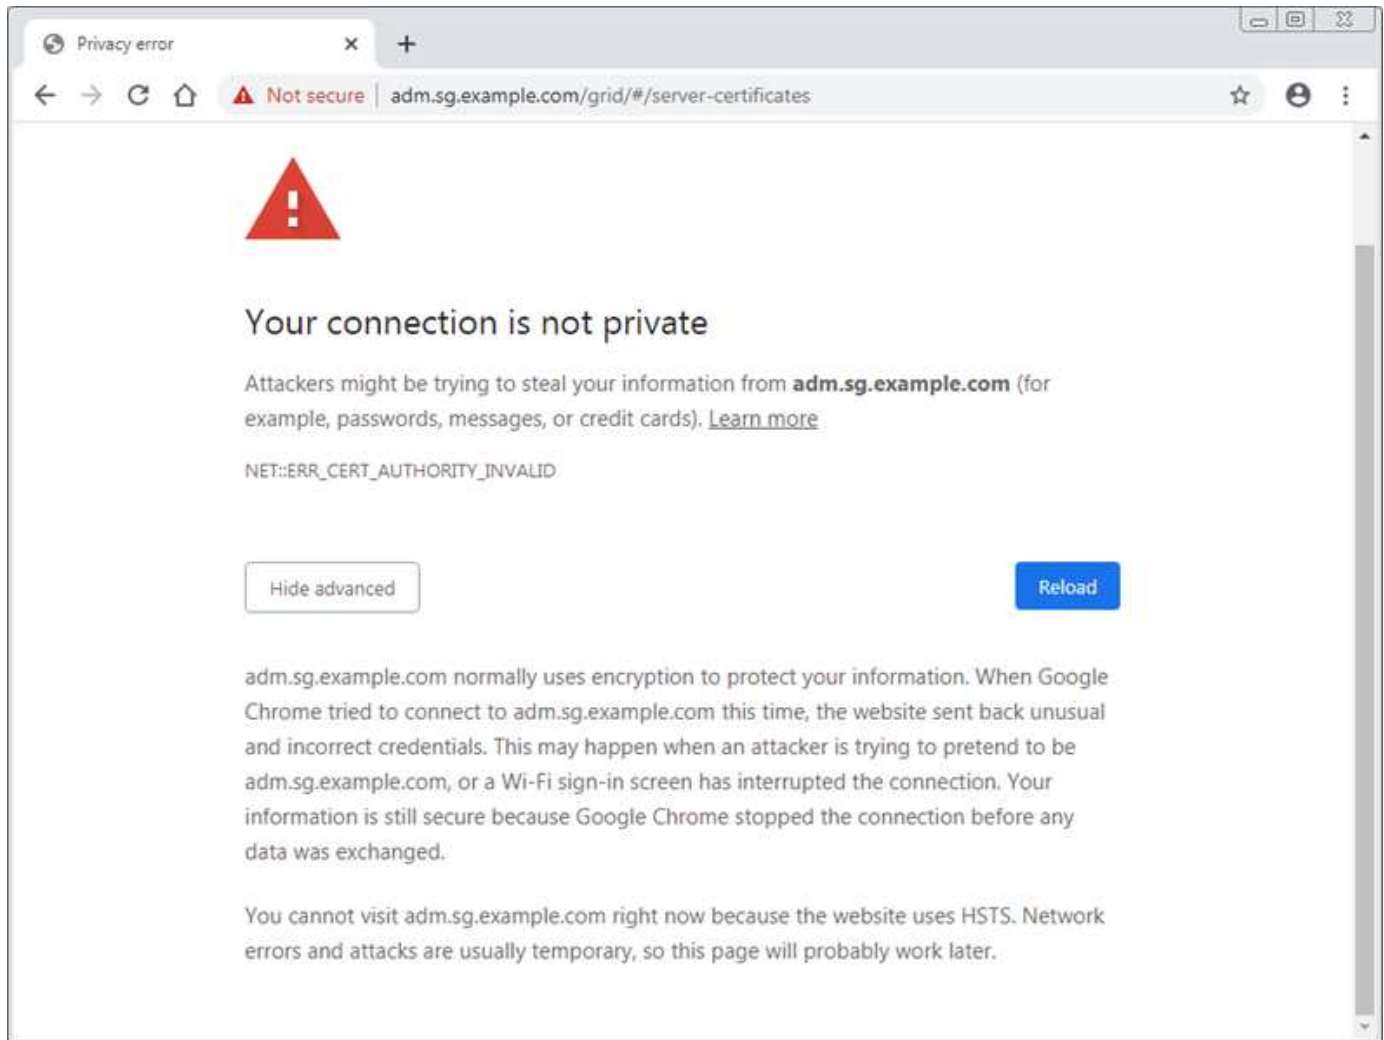 Privacy error
Not secure | adm.sg.example.com/grid/#/server-certificates
Your connection is not private
Attackers might be trying to steal your information from adm.sg.example.com (for
example, passwords, messages, or credit cards). Learn more
NET::ERR_CERT_AUTHORITY_INVALID
Hide advanced
Reload
adm.sg.example.com normally uses encryption to protect your information. When Google
Chrome tried to connect to adm.sg.example.com this time, the website sent back unusual
and incorrect credentials. This may happen when an attacker is trying to pretend to be
adm.sg.example.com, or a Wi-Fi sign-in screen has interrupted the connection. Your
information is still secure because Google Chrome stopped the connection before any
data was exchanged.
You cannot visit adm.sg.example.com right now because the website uses HSTS. Network
errors and attacks are usually temporary, so this page will probably work later.